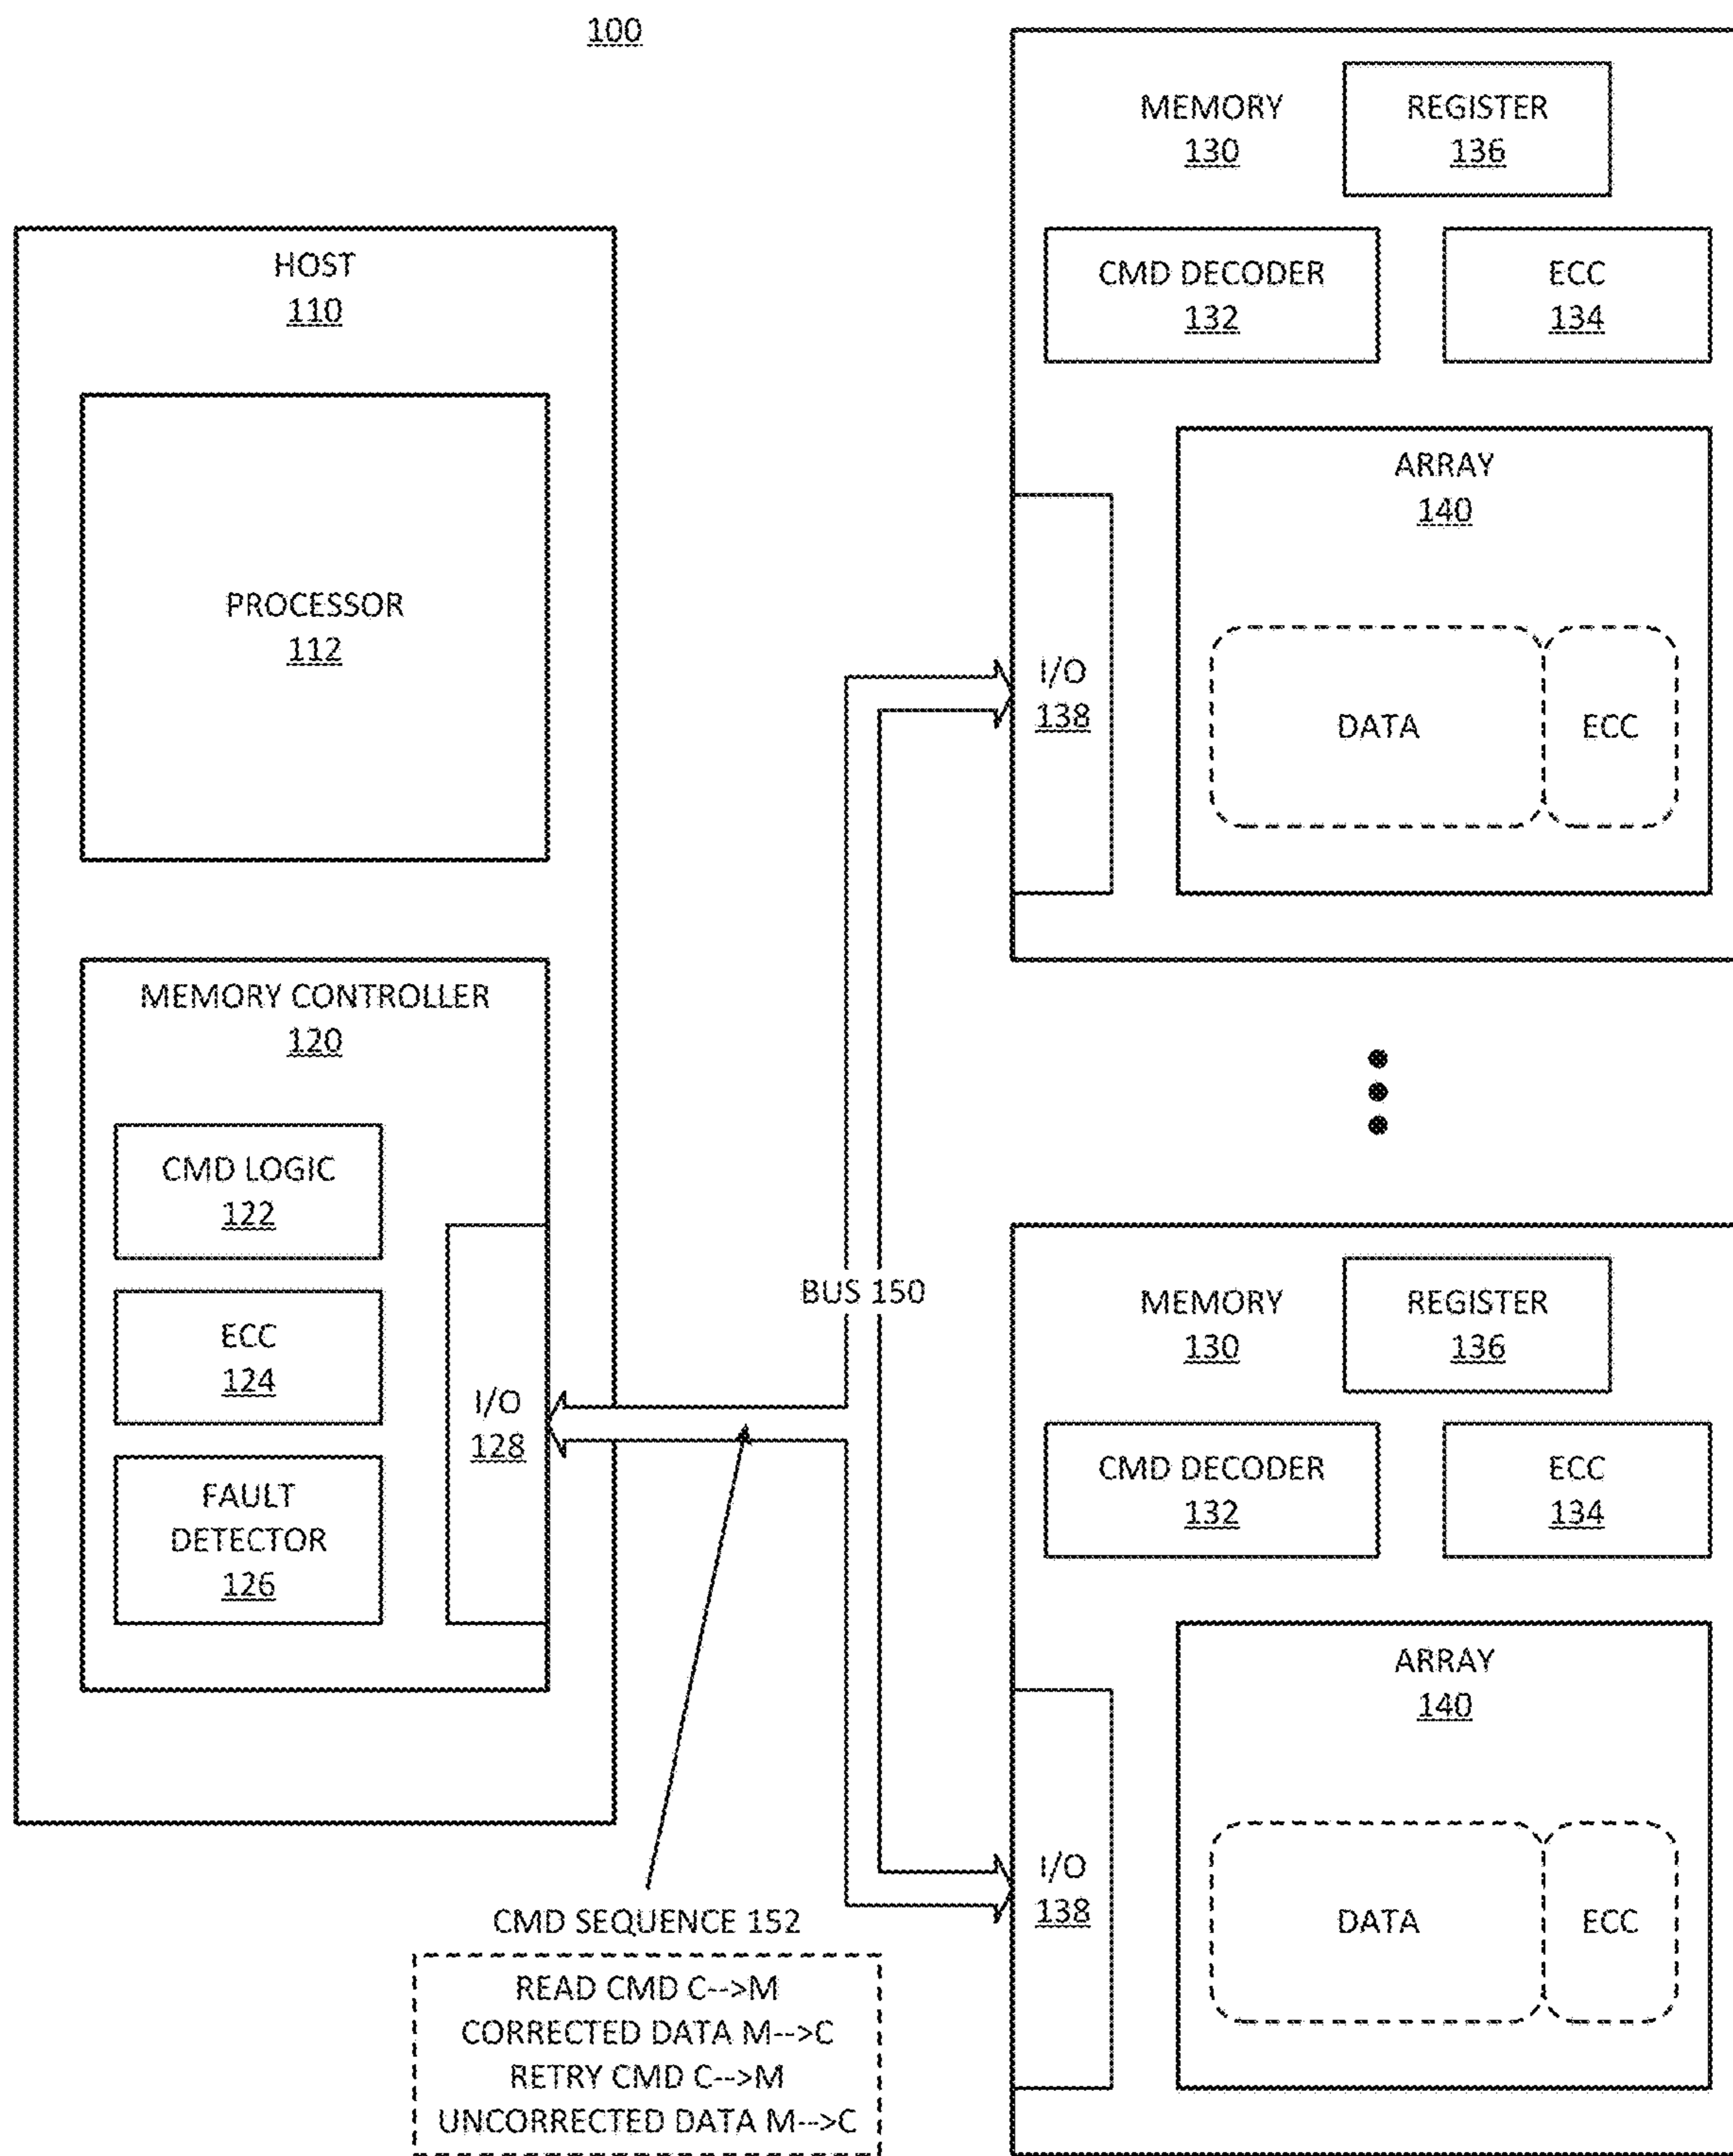 100
HOST
110
PROCESSOR
112
MEMORY CONTROLLER
120
CMD LOGIC
122
ECC
124
FAULT
DETECTOR
126
I/O
128
BUS 150
CMD SEQUENCE 152
READ CMD C-->M
CORRECTED DATA M-->C
RETRY CMD C-->M
UNCORRECTED DATA M-->C
MEMORY
130
REGISTER
136
CMD DECODER
132
ECC
134
ARRAY
140
I/O
138
DATA
ECC
MEMORY
130
REGISTER
136
CMD DECODER
132
ECC
134
ARRAY
140
I/O
138
DATA
ECC